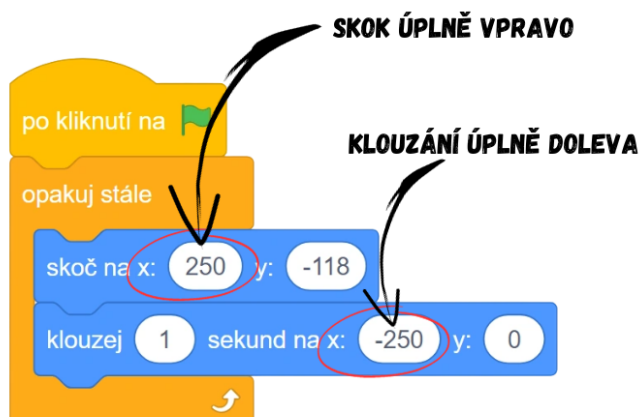 SKOK ÚPLNĚ VPRAVO
po kliknutí na
KLOUZÁNÍ ÚPLNĚ DOLEVA
opakuj stále
skoč na x: 250 y: -118
klouzej 1 sekund na x: -250 y: 0